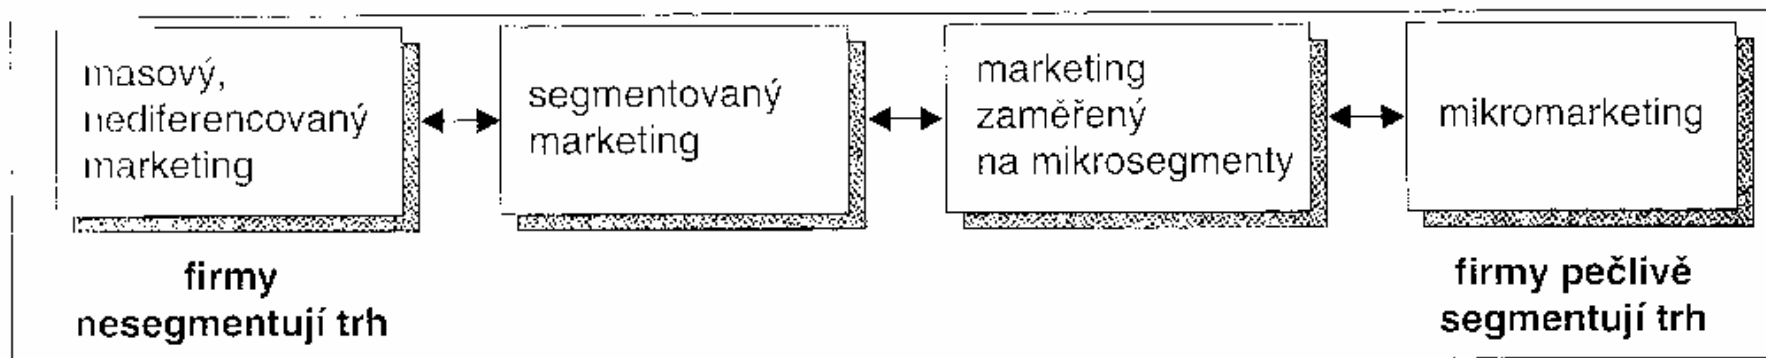 masový,
nediferencovaný
marketing
segmentovaný
marketing
marketing
zaměřený
na mikrosegmenty
mikromarketing
firmy
nesegmentují trh
firmy pečlivě
segmentují trh